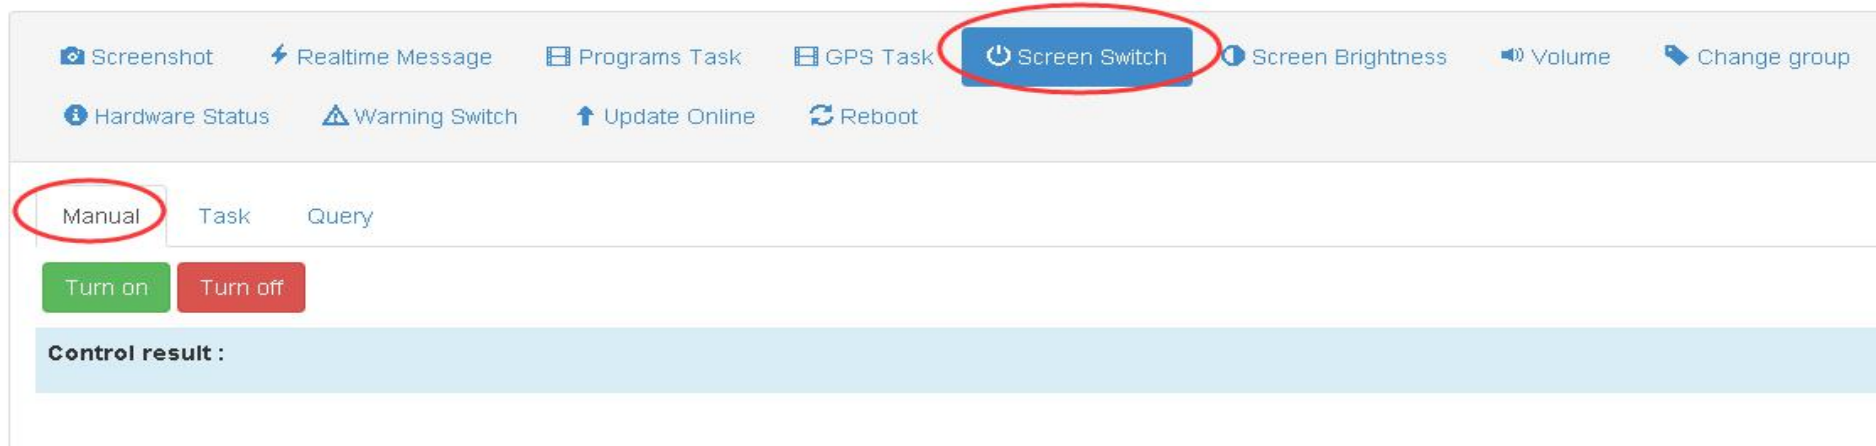 Screenshot Realtime Message Programs Task GPS Task Screen Switch Screen Brightness Volume Change group
Hardware Status Warning Switch Update Online Reboot
Manual Task Query
Turn on Turn off
Control result :